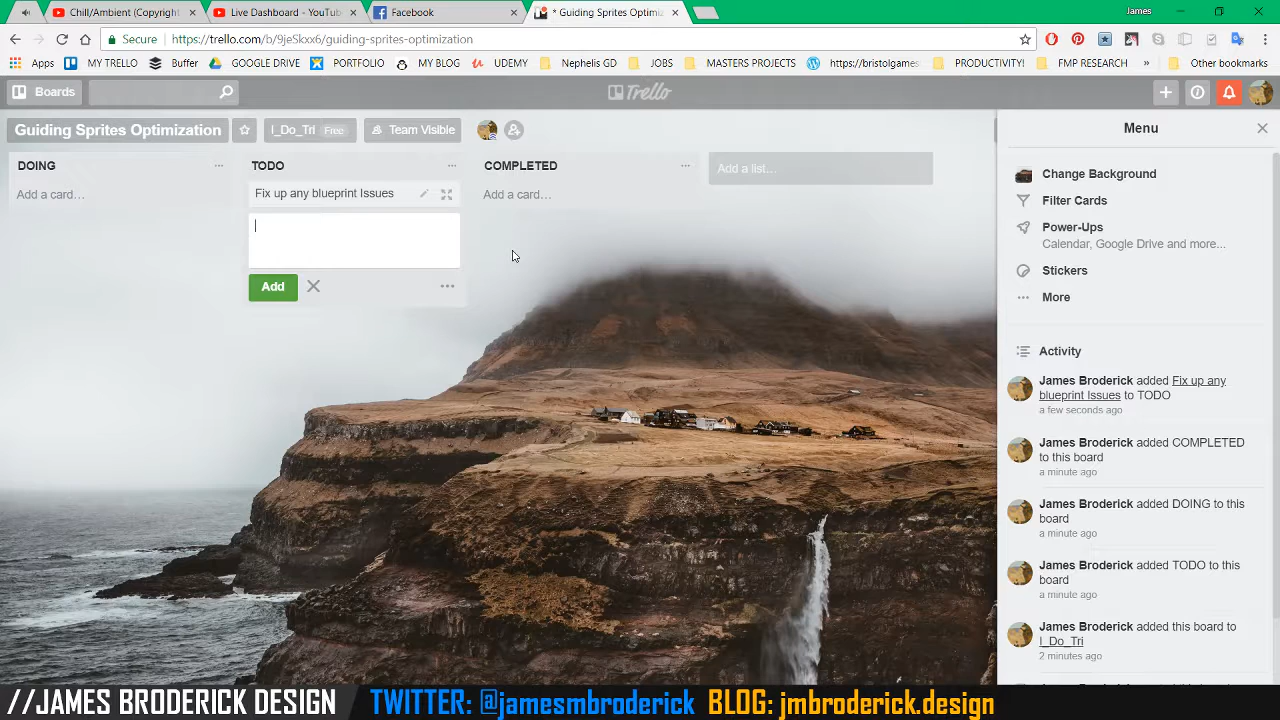 Chill/Ambient (Copyright
Live Dashboard - YouTube
Facebook
* Guiding Sprites Optimiz
James
Secure
https://trello.com/b/9jeSkxx6/guiding-sprites-optimization
Apps
MY TRELLO
Buffer
GOOGLE DRIVE
PORTFOLIO
MY BLOG
UDEMY
Nephelis GD
JOBS
MASTERS PROJECTS
https://bristolgames
PRODUCTIVITY!
FMP RESEARCH
»
Other bookmarks
Boards
Trello
Guiding Sprites Optimization
I_Do_Tri Free
Team Visible
DOING
Add a card…
TODO
Fix up any blueprint Issues
Add
COMPLETED
Add a card…
Add a list…
Menu
Change Background
Filter Cards
Power-Ups
Calendar, Google Drive and more...
Stickers
More
Activity
James Broderick added Fix up any
blueprint Issues to TODO
a few seconds ago
James Broderick added COMPLETED
to this board
a minute ago
James Broderick added DOING to this
board
a minute ago
James Broderick added TODO to this
board
a minute ago
James Broderick added this board to
I_Do_Tri
2 minutes ago
//JAMES BRODERICK DESIGN
TWITTER: @jamesmbroderick
BLOG: jmbroderick.design